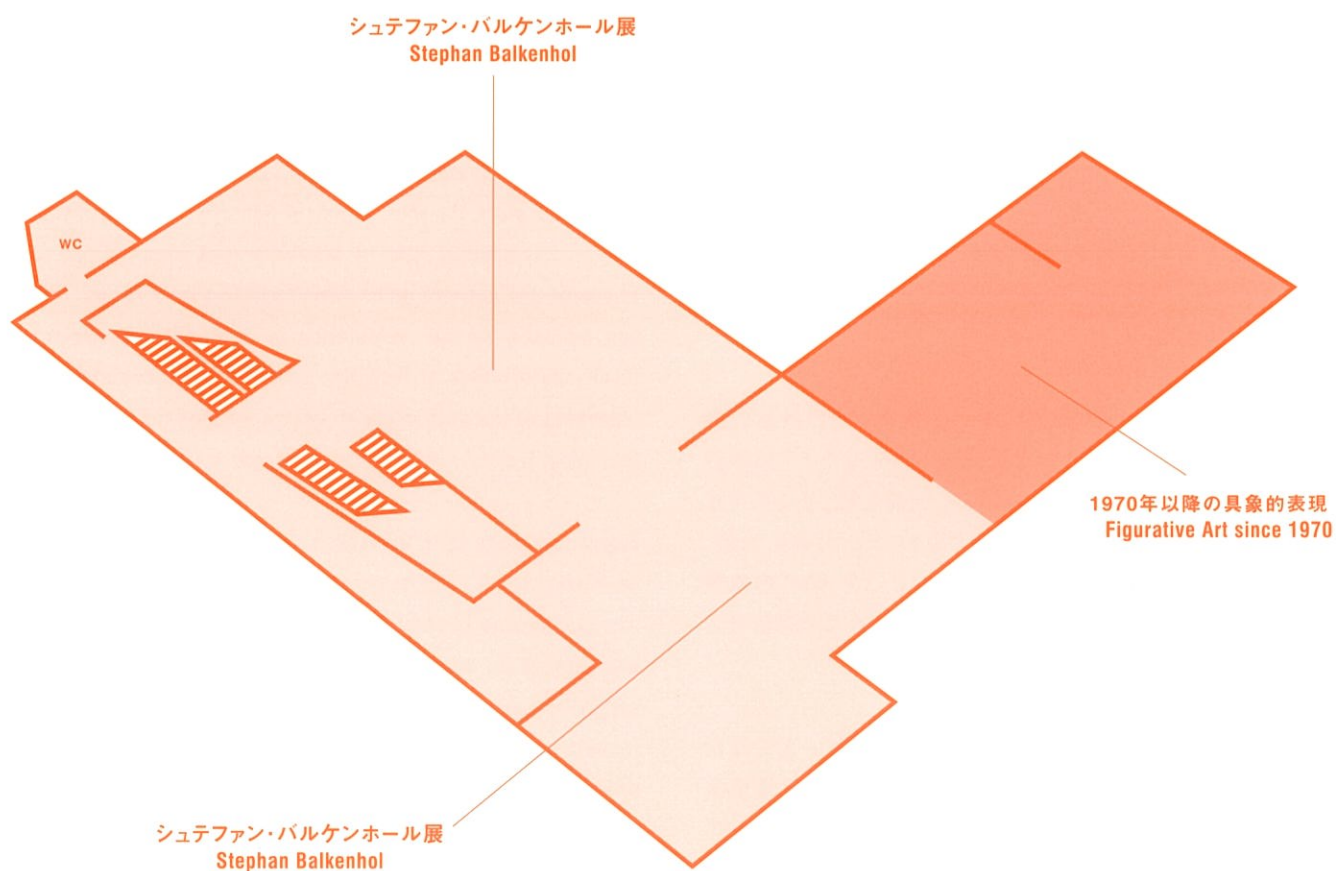 シュテファン・バルケンホール展
Stephan Balkenhol
WC
1970年以降の具象的表現
Figurative Art since 1970
シュテファン・バルケンホール展
Stephan Balkenhol